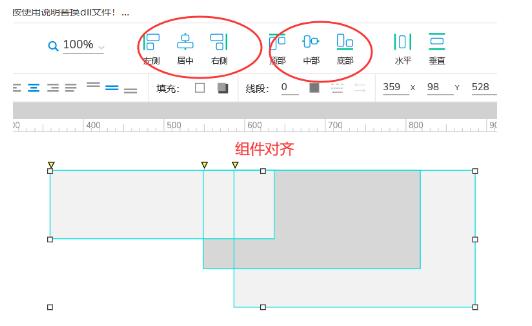 按使用说明替换dll文件! ...
100%
左侧 居中 右侧 顶部 中部 底部 水平 垂直
填充: 线段: 0 359 X 98 Y 528
400 500 600 700 800
组件对齐